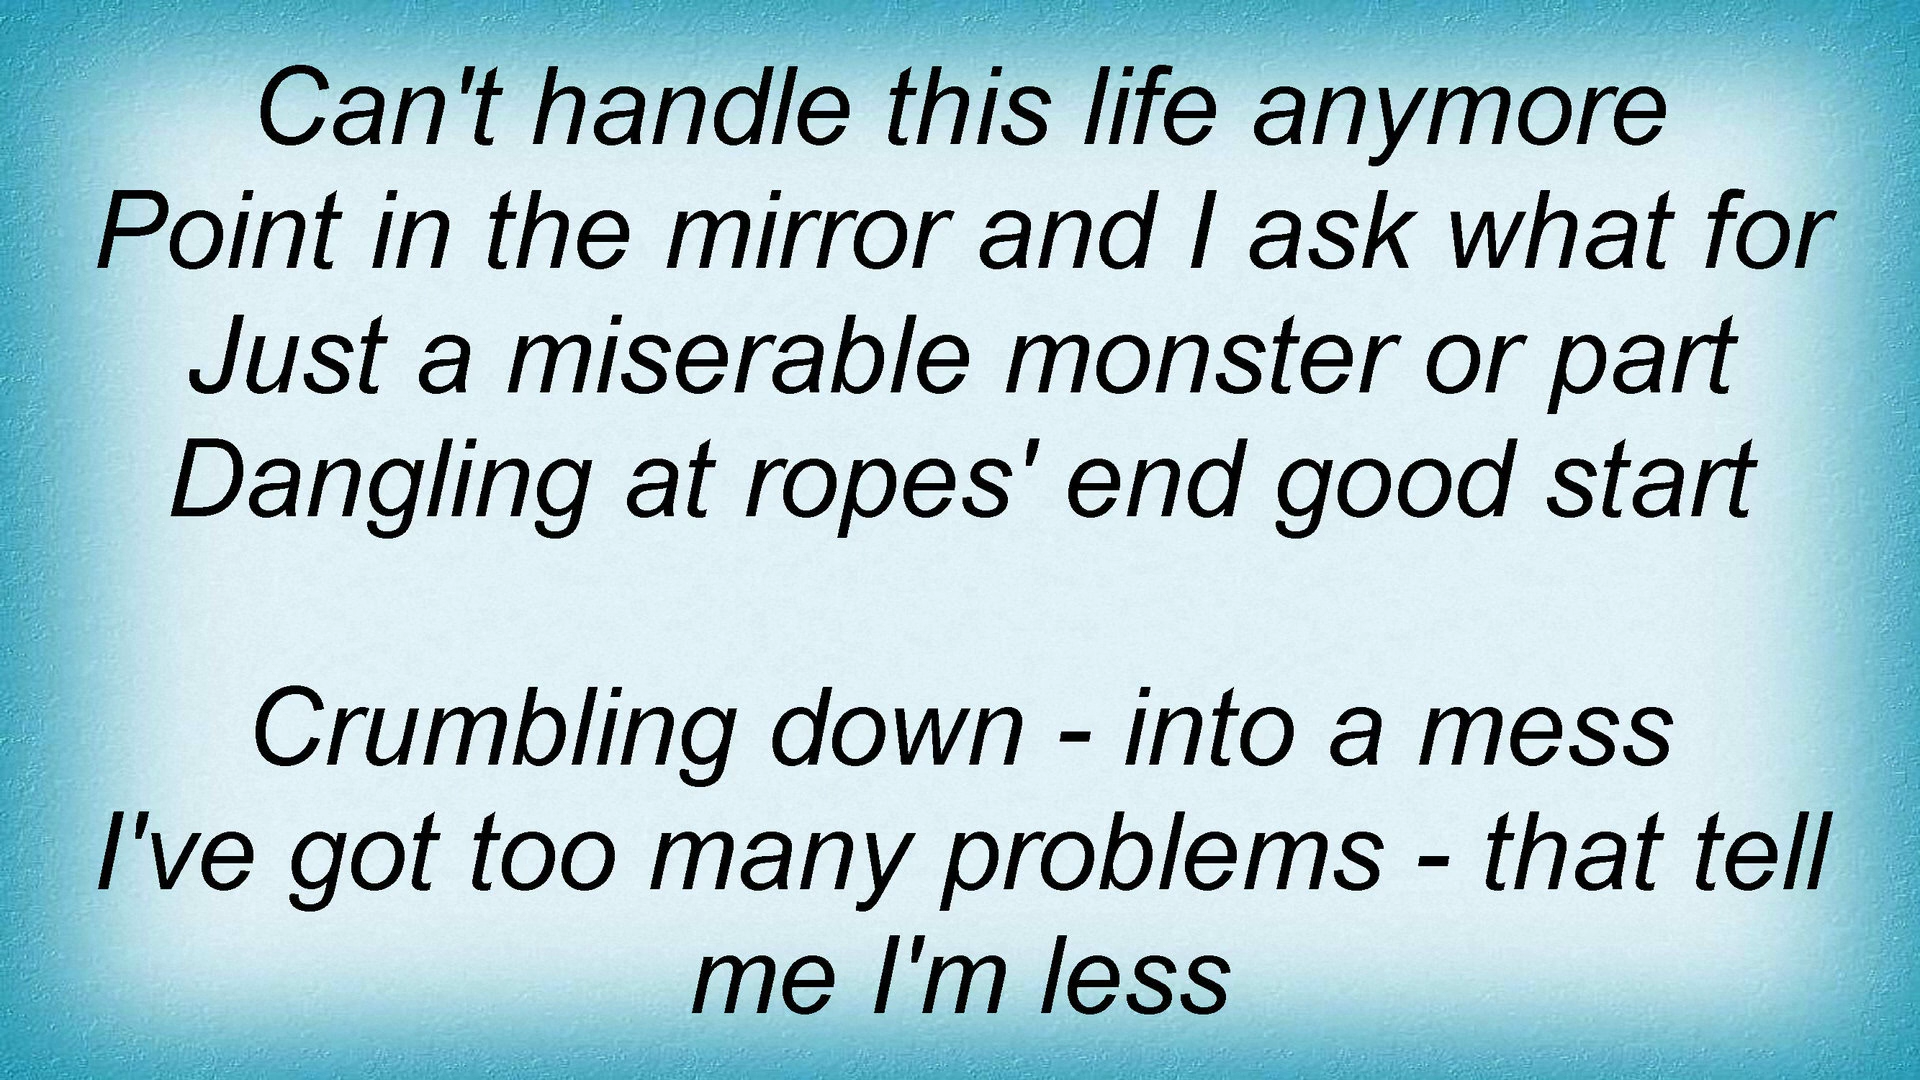 Can't handle this life anymore
Point in the mirror and I ask what for
Just a miserable monster or part
Dangling at ropes' end good start
Crumbling down - into a mess
I've got too many problems - that tell
me I'm less